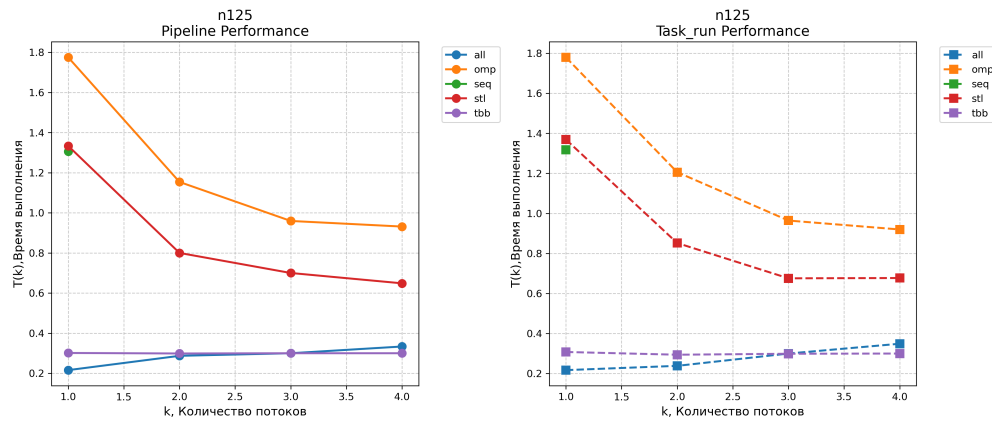 n125
Pipeline Performance
T(k),Время выполнения
1.8
1.6
1.4
1.2
1.0
0.8
0.6
0.4
0.2
1.0 1.5 2.0 2.5 3.0 3.5 4.0
k, Количество потоков
all
omp
seq
stl
tbb
n125
Task_run Performance
T(k),Время выполнения
1.8
1.6
1.4
1.2
1.0
0.8
0.6
0.4
0.2
1.0 1.5 2.0 2.5 3.0 3.5 4.0
k, Количество потоков
all
omp
seq
stl
tbb